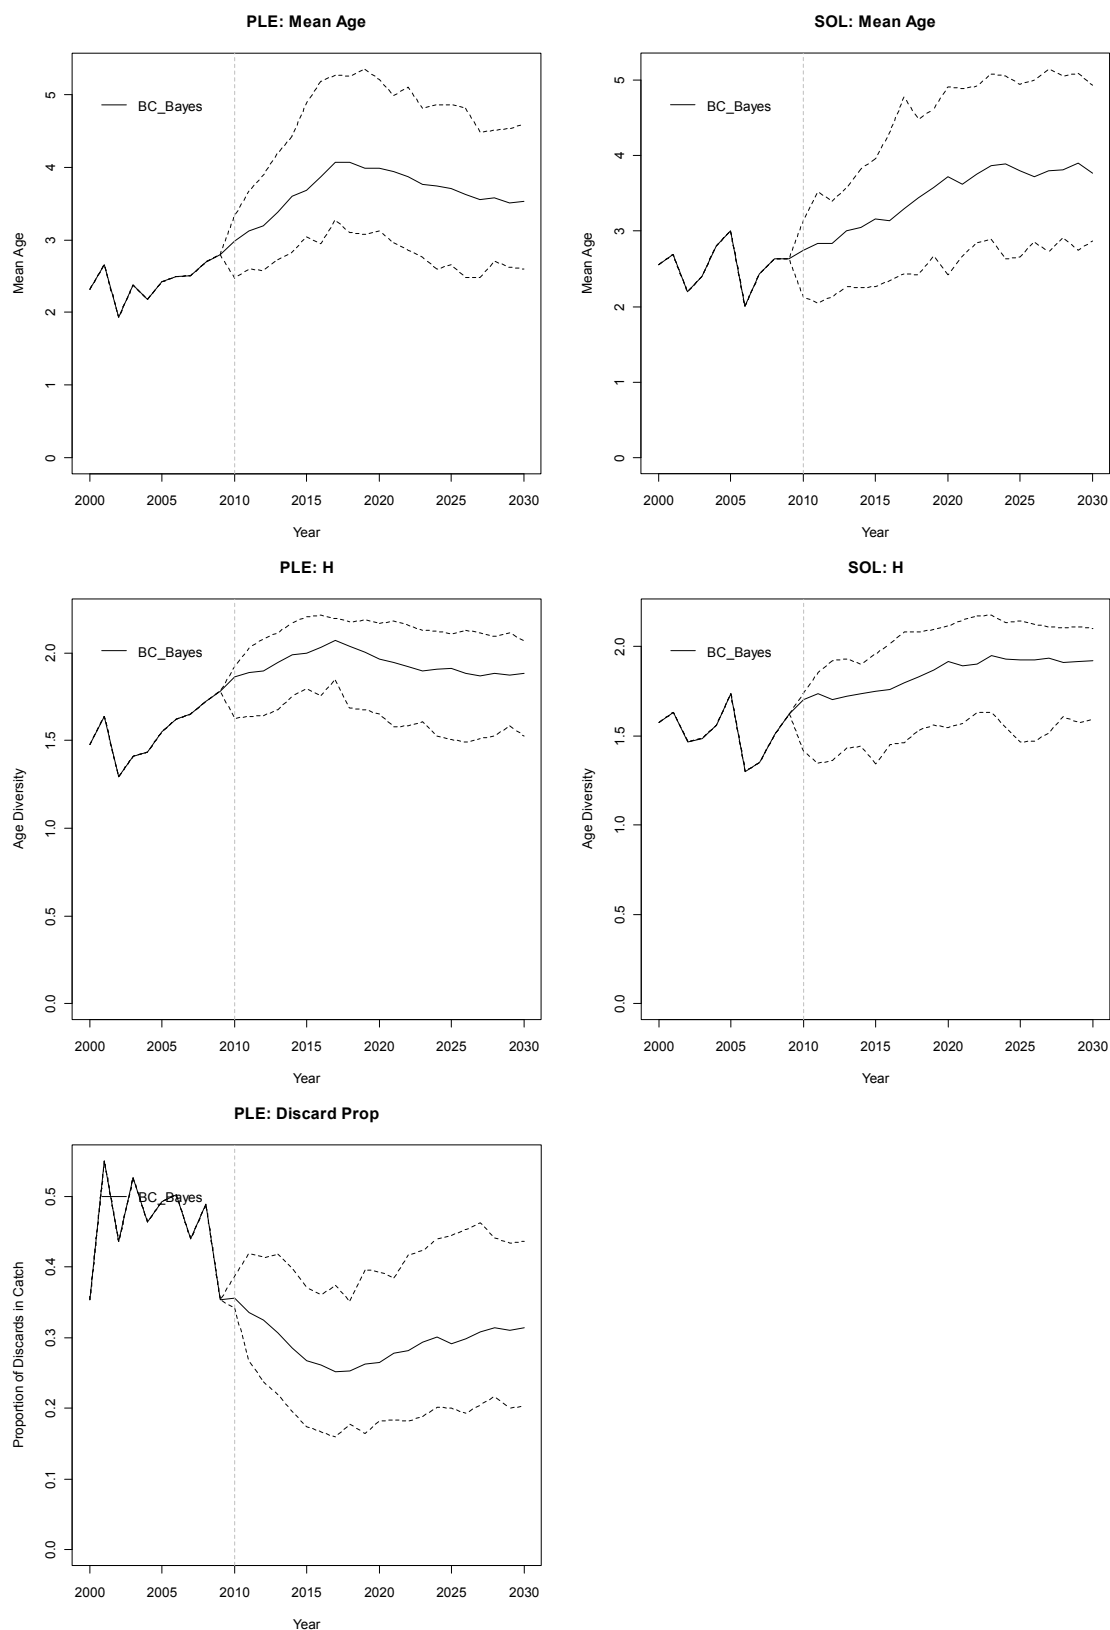 PLE: Mean Age
Mean Age
5
4
3
2
1
0
BC_Bayes
2000 2005 2010 2015 2020 2025 2030
Year
SOL: Mean Age
Mean Age
5
4
3
2
1
0
BC_Bayes
2000 2005 2010 2015 2020 2025 2030
Year
PLE: H
Age Diversity
2.0
1.5
1.0
0.5
0.0
BC_Bayes
2000 2005 2010 2015 2020 2025 2030
Year
SOL: H
Age Diversity
2.0
1.5
1.0
0.5
0.0
BC_Bayes
2000 2005 2010 2015 2020 2025 2030
Year
PLE: Discard Prop
Proportion of Discards in Catch
0.5
0.4
0.3
0.2
0.1
0.0
BC_Bayes
2000 2005 2010 2015 2020 2025 2030
Year